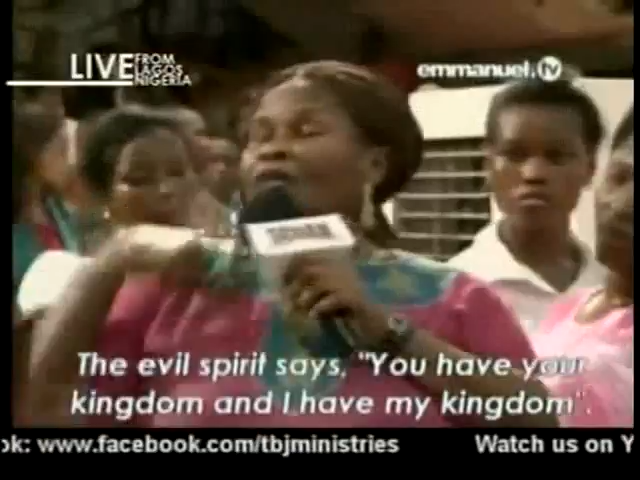 LIVE FROM LAGOS NIGERIA
emmanuel.tv
The evil spirit says, "You have your
kingdom and I have my kingdom".
ok: www.facebook.com/tbjministries Watch us on Y